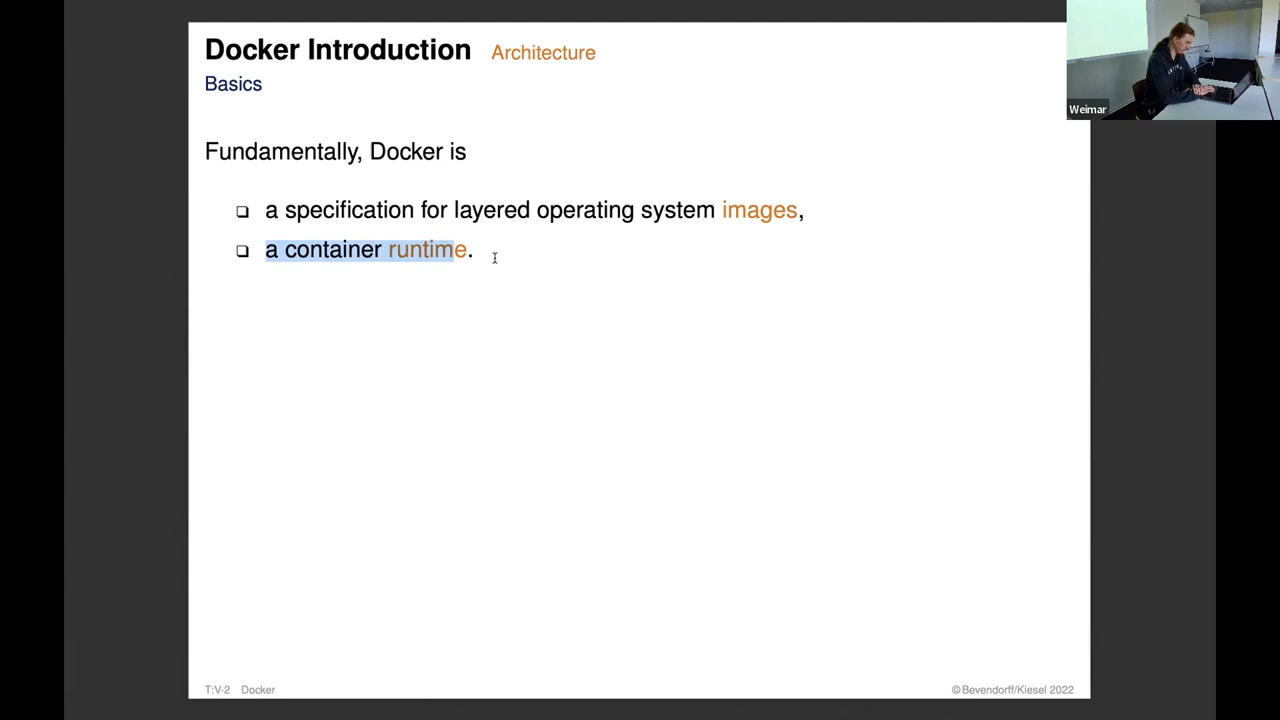 Docker Introduction Architecture
Basics
Weimar
Fundamentally, Docker is
❑ a specification for layered operating system images,
❑ a container runtime.
T:V-2 Docker
© Bevendorff/Kiesel 2022